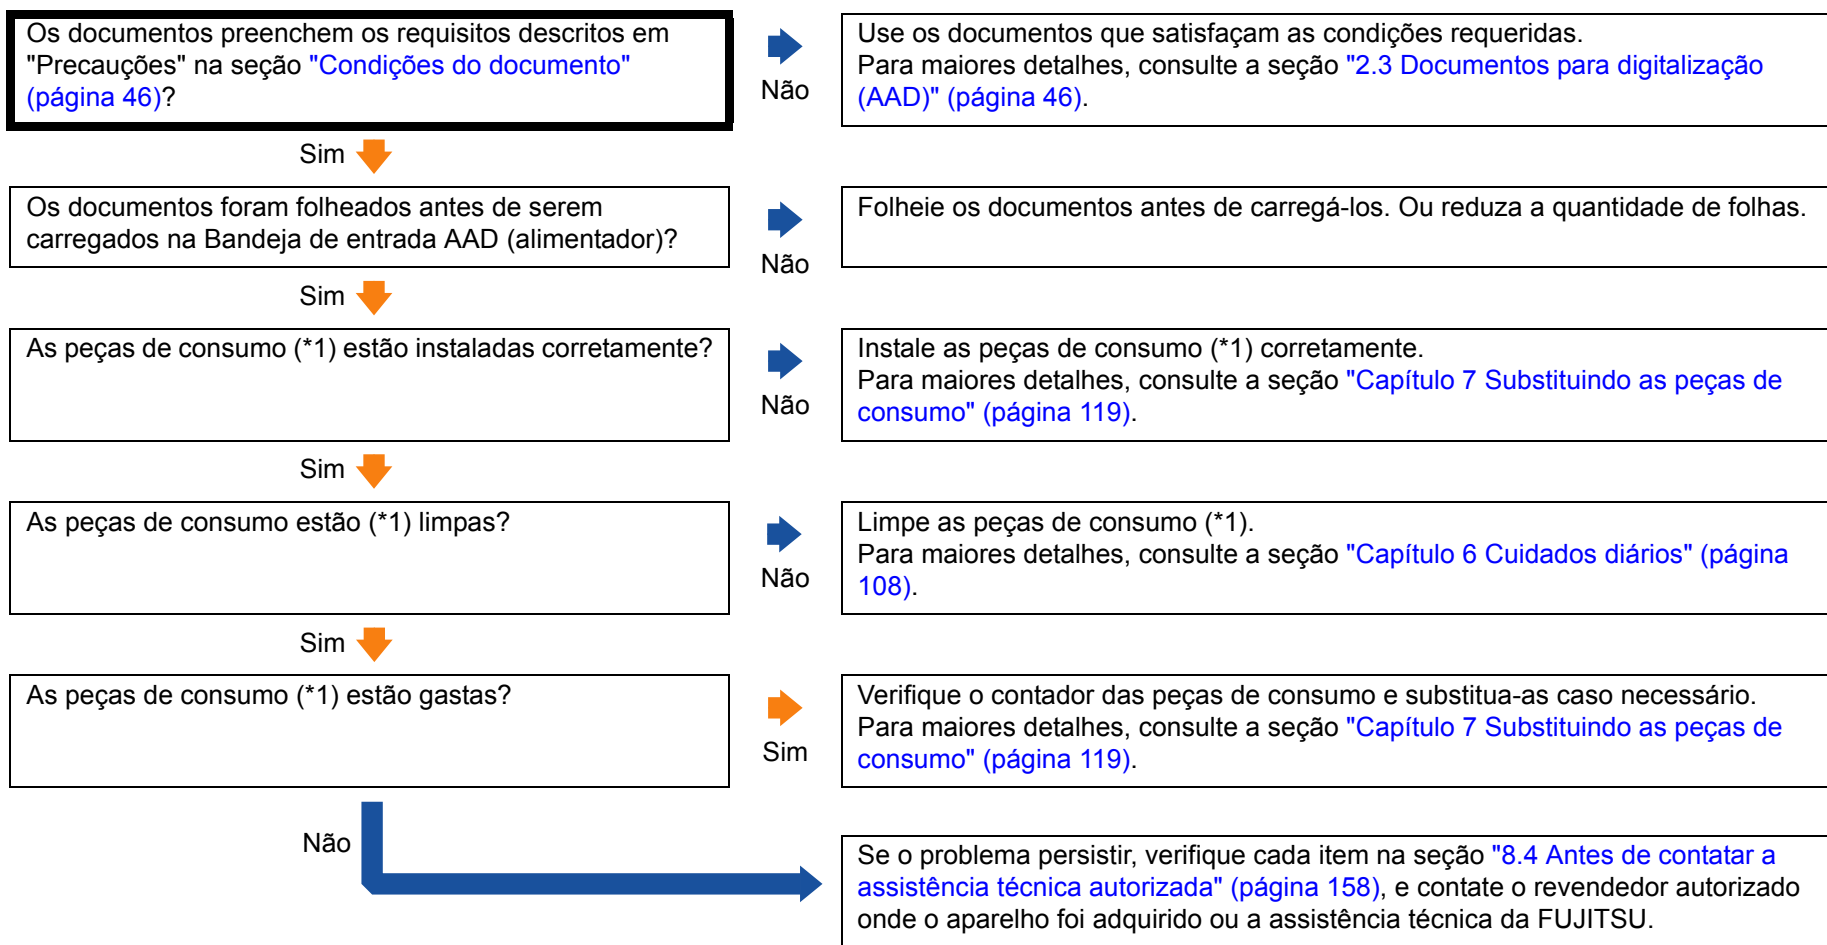 Os documentos preenchem os requisitos descritos em
"Precauções" na seção "Condições do documento"
(página 46)?
Não
Use os documentos que satisfaçam as condições requeridas.
Para maiores detalhes, consulte a seção "2.3 Documentos para digitalização
(AAD)" (página 46).
Sim
Os documentos foram folheados antes de serem
carregados na Bandeja de entrada AAD (alimentador)?
Não
Folheie os documentos antes de carregá-los. Ou reduza a quantidade de folhas.
Sim
As peças de consumo (*1) estão instaladas corretamente?
Não
Instale as peças de consumo (*1) corretamente.
Para maiores detalhes, consulte a seção "Capítulo 7 Substituindo as peças de
consumo" (página 119).
Sim
As peças de consumo estão (*1) limpas?
Não
Limpe as peças de consumo (*1).
Para maiores detalhes, consulte a seção "Capítulo 6 Cuidados diários" (página
108).
Sim
As peças de consumo (*1) estão gastas?
Sim
Verifique o contador das peças de consumo e substitua-as caso necessário.
Para maiores detalhes, consulte a seção "Capítulo 7 Substituindo as peças de
consumo" (página 119).
Não
Se o problema persistir, verifique cada item na seção "8.4 Antes de contatar a
assistência técnica autorizada" (página 158), e contate o revendedor autorizado
onde o aparelho foi adquirido ou a assistência técnica da FUJITSU.